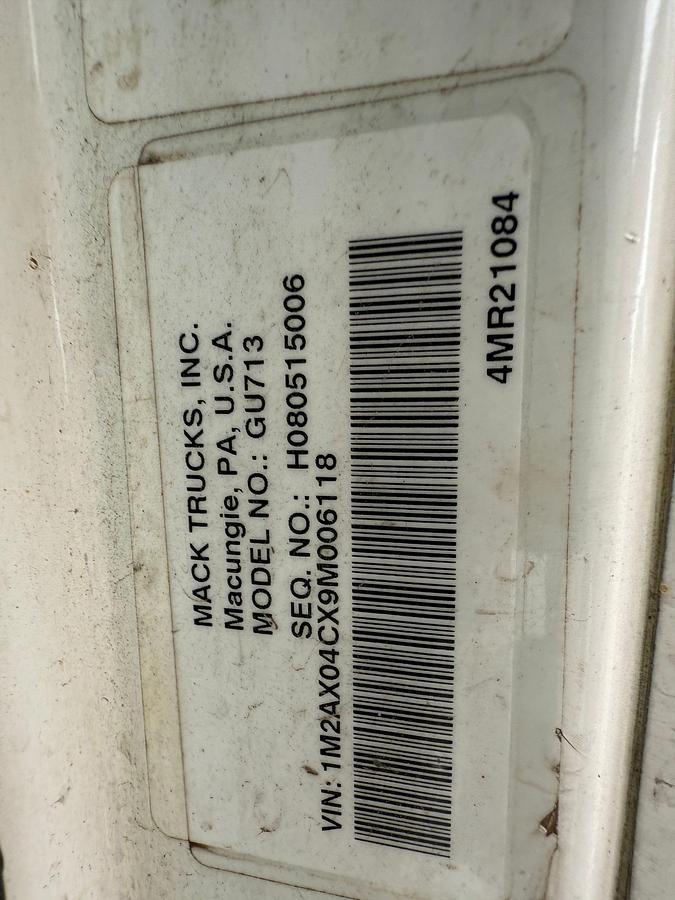 MACK TRUCKS, INC.
Macungie, PA, U.S.A.
MODEL NO.: GU713
SEQ. NO.: H080515006
VIN: 1M2AX04CX9M006118
4MR21084